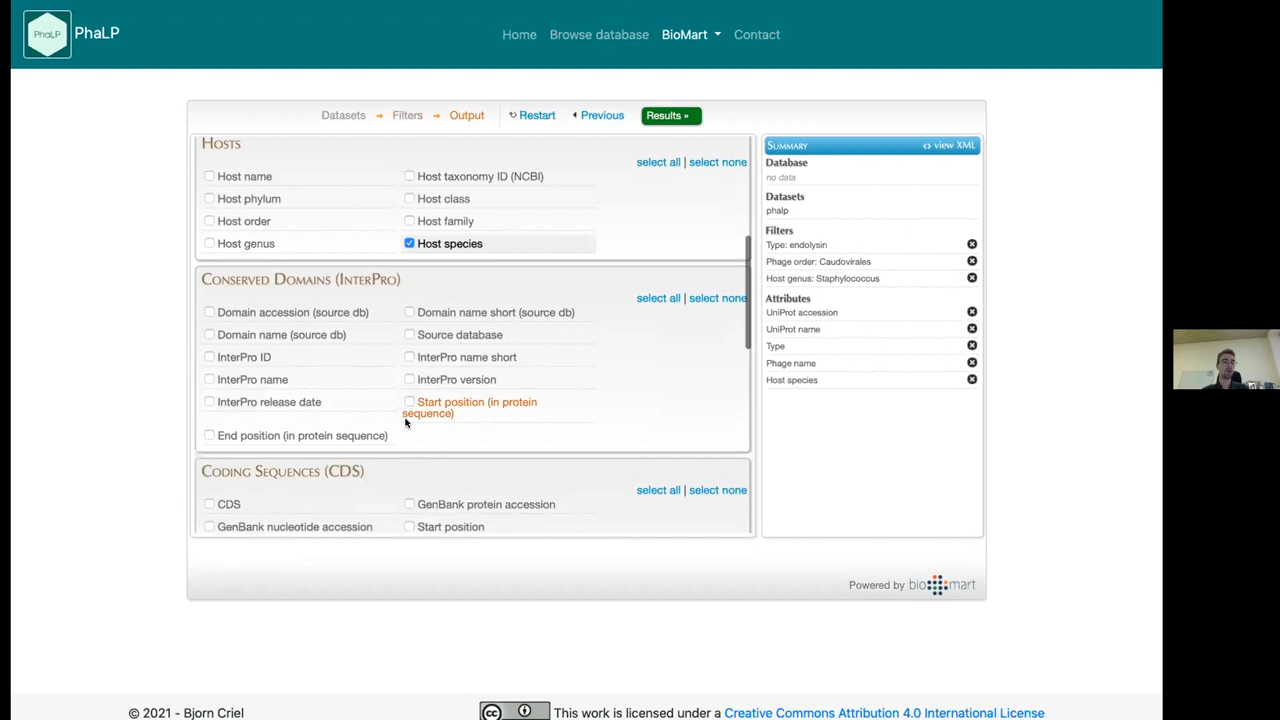 PhaLP
PhaLP
Home Browse database BioMart Contact
Datasets Filters Output Restart Previous Results »
HOSTS
select all | select none
Host name Host taxonomy ID (NCBI)
Host phylum Host class
Host order Host family
Host genus Host species
CONSERVED DOMAINS (INTERPRO)
select all | select none
Domain accession (source db) Domain name short (source db)
Domain name (source db) Source database
InterPro ID InterPro name short
InterPro name InterPro version
InterPro release date Start position (in protein
sequence)
End position (in protein sequence)
CODING SEQUENCES (CDS)
select all | select none
CDS GenBank protein accession
GenBank nucleotide accession Start position
SUMMARY <> view XML
Database
no data
Datasets
phalp
Filters
Type: endolysin
Phage order: Caudovirales
Host genus: Staphylococcus
Attributes
UniProt accession
UniProt name
Type
Phage name
Host species
Powered by biomart
© 2021 - Bjorn Criel
cc This work is licensed under a Creative Commons Attribution 4.0 International License